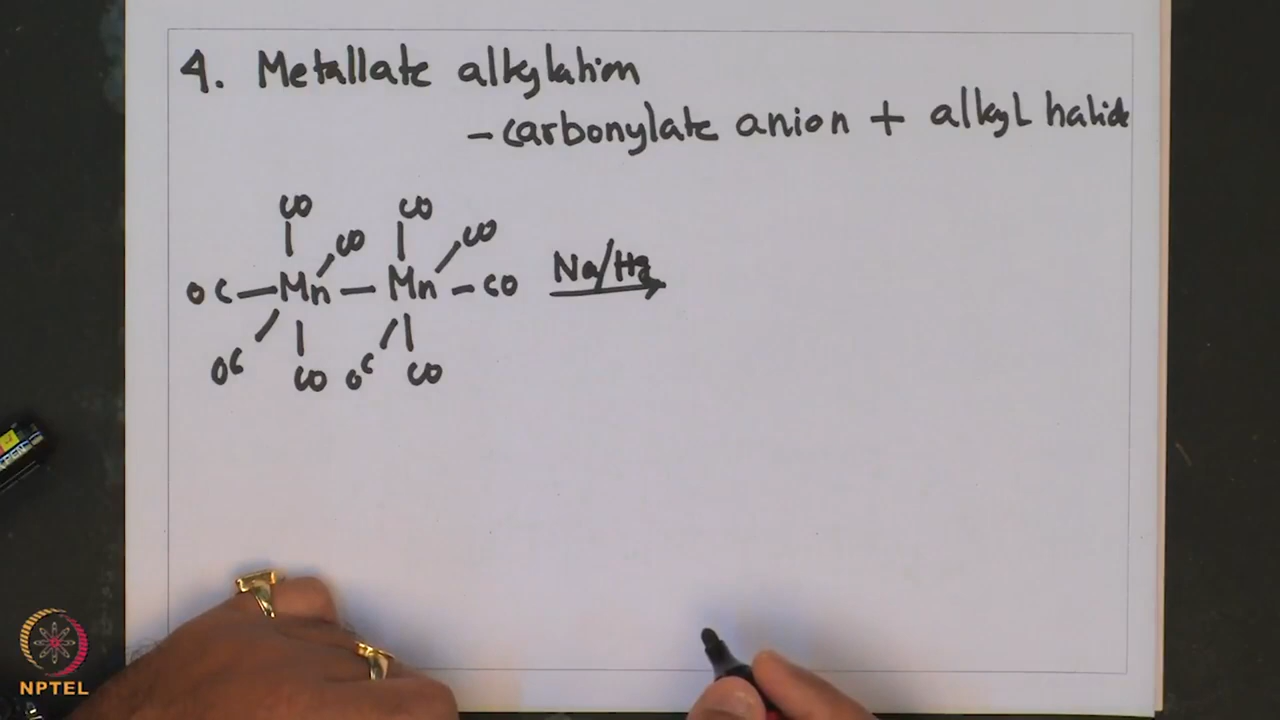 4. Metallate alkylation
- carbonylate anion + alkyl halide
CO CO
CO CO
OC — Mn — Mn — CO Na/Hg
OC CO OC CO
NPTEL